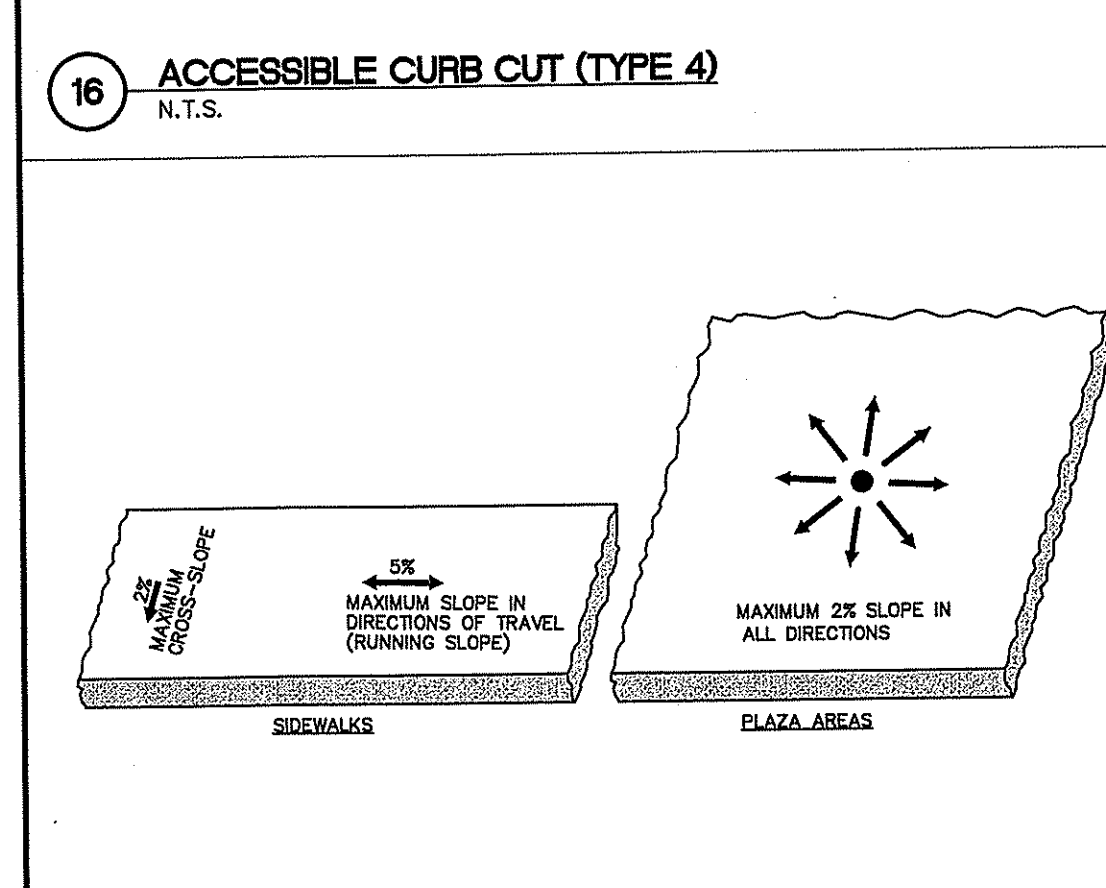 16
ACCESSIBLE CURB CUT (TYPE 4)
N.T.S.
2%
MAXIMUM
CROSS-SLOPE
5%
MAXIMUM SLOPE IN
DIRECTIONS OF TRAVEL
(RUNNING SLOPE)
SIDEWALKS
MAXIMUM 2% SLOPE IN
ALL DIRECTIONS
PLAZA AREAS